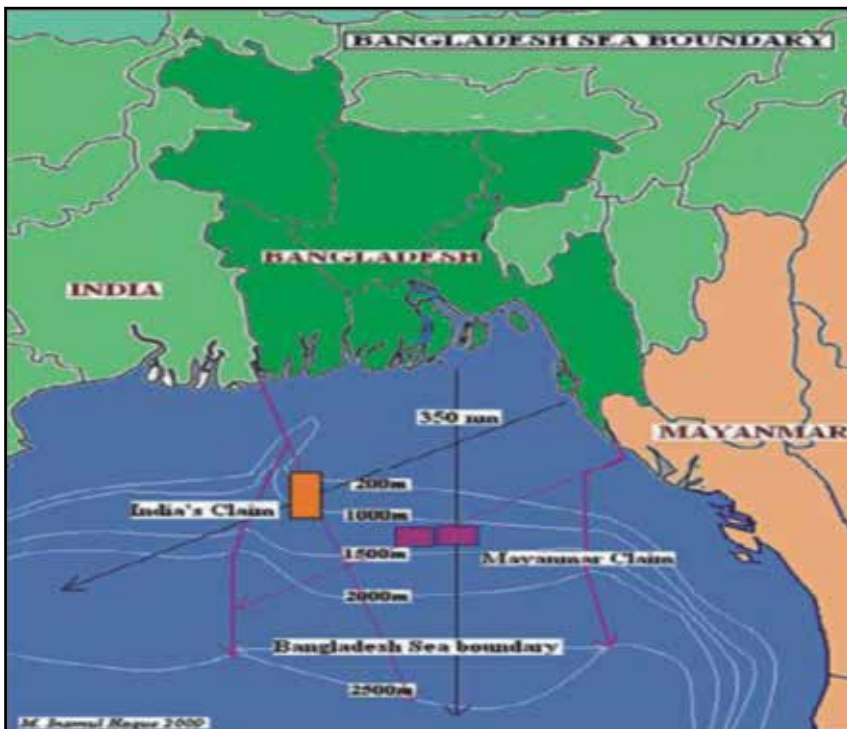 BANGLADESH SEA BOUNDARY
BANGLADESH
INDIA
350 nm
MAYANMAR
200m
India's Claim
1000m
1500m
Mayanmar Claim
2000m
Bangladesh Sea boundary
2500m
M. Inamul Haque 2009